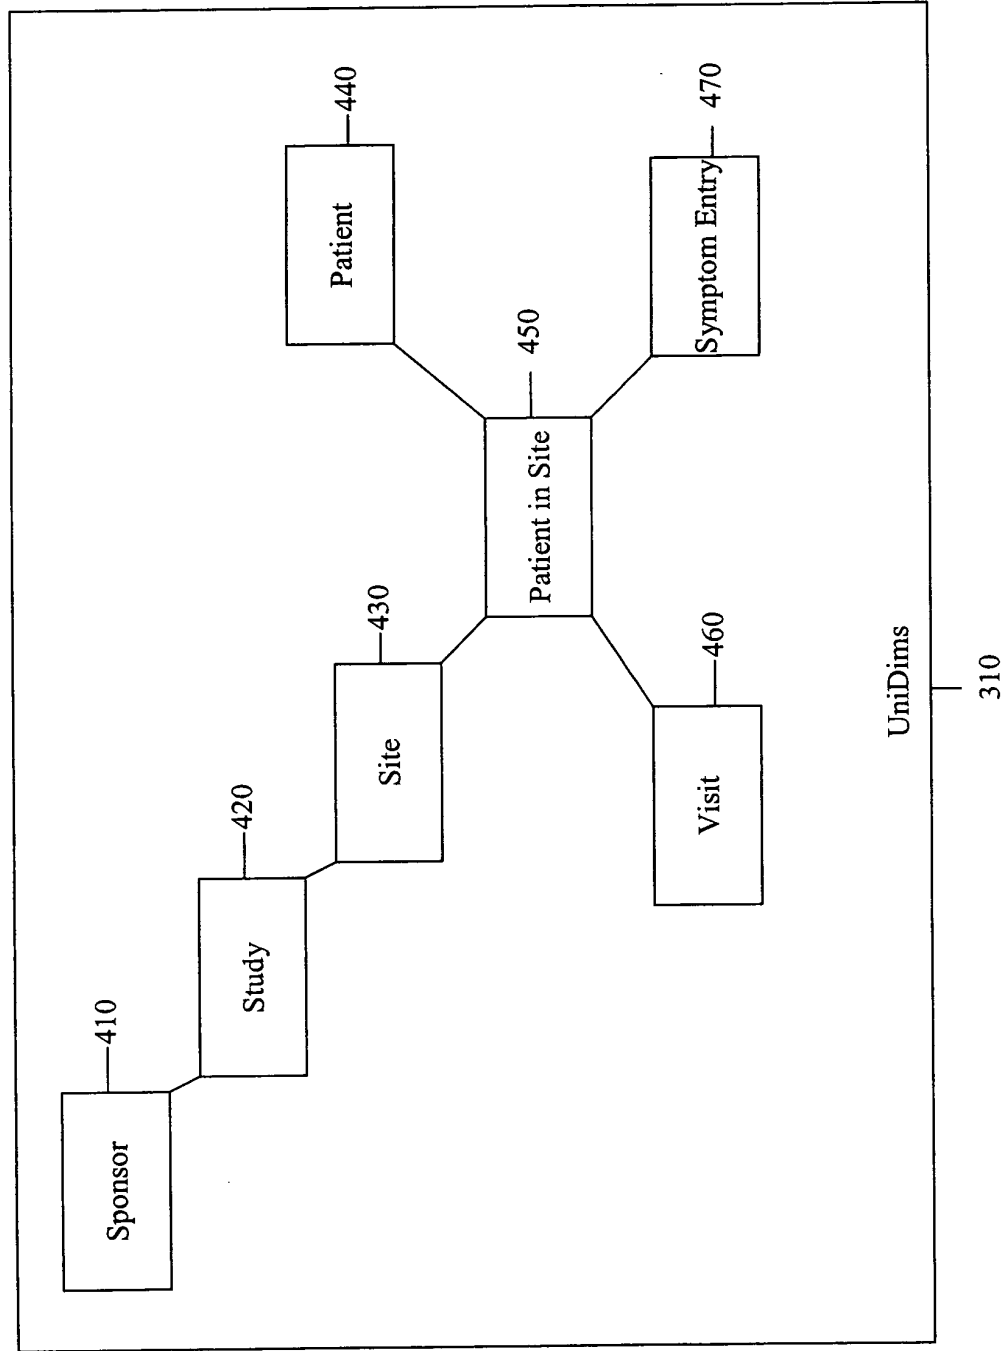 Sponsor
410
Study
420
Site
430
Patient
440
Patient in Site
450
Visit
460
Symptom Entry
470
UniDims
310